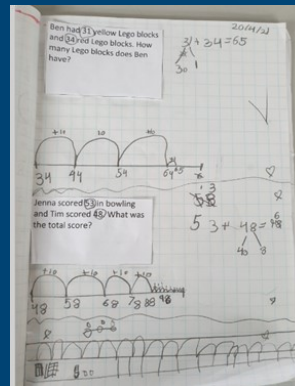 20/9/21
Ben had 31 yellow Lego blocks
and 34 red Lego blocks. How
many Lego blocks does Ben
have?
31+34=65
30 1
+10 10 +10
34 44 54 64 65
Jenna scored 53 in bowling
and Tim scored 48. What was
the total score?
53+48=
40 8
+10 +10 +10 +10
48 58 68 78 88 98